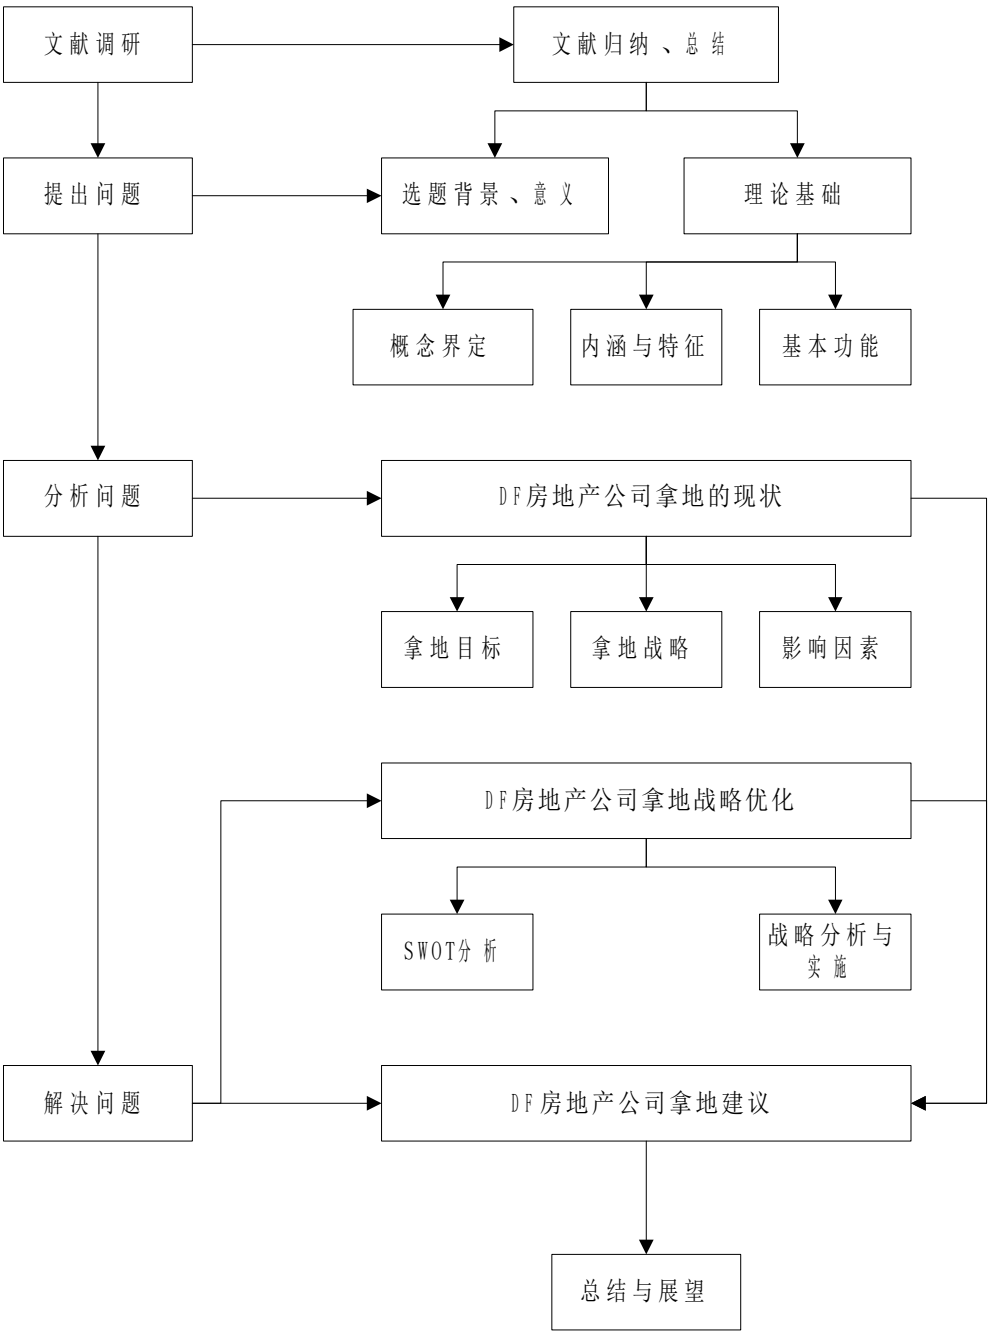 文献调研
文献归纳、总结
提出问题
选题背景、意义
理论基础
概念界定
内涵与特征
基本功能
分析问题
DF房地产公司拿地的现状
拿地目标
拿地战略
影响因素
DF房地产公司拿地战略优化
SWOT分析
战略分析与
实施
解决问题
DF房地产公司拿地建议
总结与展望